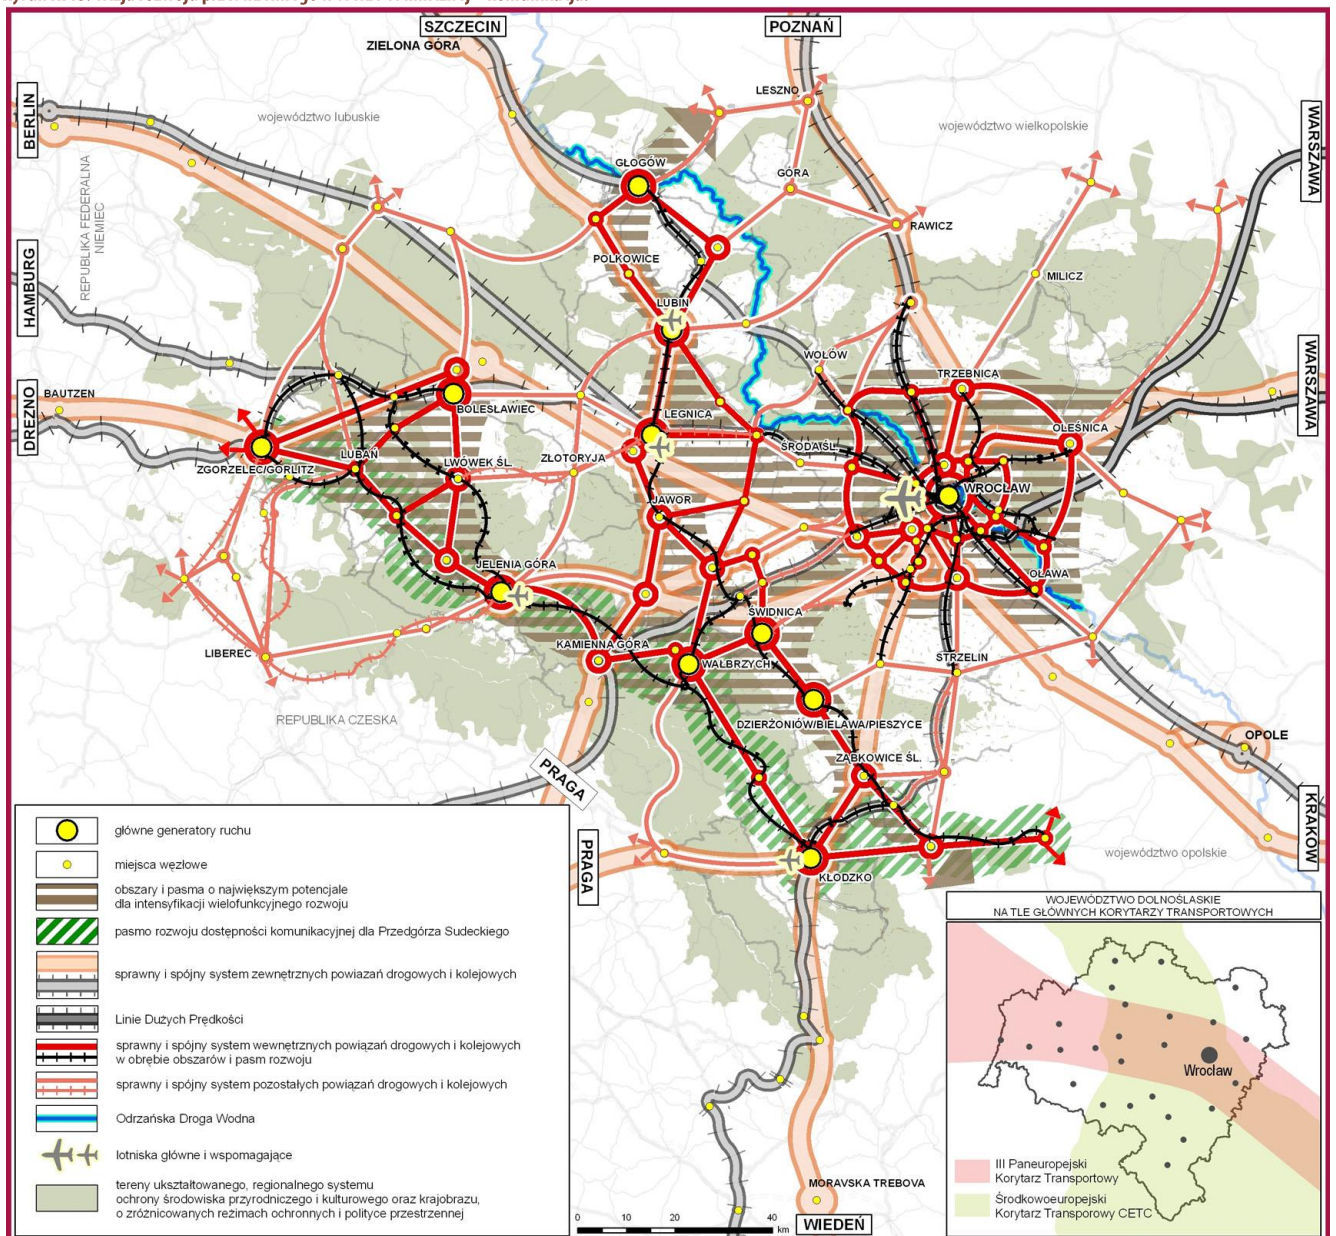 SZCZECIN
POZNAŃ
ZIELONA GÓRA
LESZNO
BERLIN
województwo lubuskie
województwo wielkopolskie
WARSZAWA
REPUBLIKA FEDERALNA
NIEMIEC
GŁOGÓW
GÓRA
RAWICZ
HAMBURG
POLKOWICE
MILICZ
LUBIN
WOŁÓW
TRZEBNICA
WARSZAWA
DREZNO
BAUTZEN
BOLESŁAWIEC
LEGNICA
OLEŚNICA
ŚRODA ŚL.
ZGORZELEC/GORLITZ
LUBAŃ
LWÓWEK ŚL.
ZŁOTORYJA
WROCŁAW
JAWOR
JELENIA GÓRA
OŁAWA
ŚWIDNICA
LIBEREC
KAMIENNA GÓRA
WAŁBRZYCH
STRZELIN
REPUBLIKA CZESKA
DZIERŻONIÓW/BIELAWA/PIESZYCE
OPOLE
ZĄBKOWICE ŚL.
PRAGA
KRAKÓW
PRAGA
województwo opolskie
KŁODZKO
główne generatory ruchu
miejsca węzłowe
obszary i pasma o największym potencjale
dla intensyfikacji wielofunkcyjnego rozwoju
pasmo rozwoju dostępności komunikacyjnej dla Przedgórza Sudeckiego
sprawny i spójny system zewnętrznych powiazań drogowych i kolejowych
Linie Dużych Prędkości
sprawny i spójny system wewnętrznych powiązań drogowych i kolejowych
w obrębie obszarów i pasm rozwoju
sprawny i spójny system pozostałych powiązań drogowych i kolejowych
Odrzańska Droga Wodna
lotniska główne i wspomagające
tereny ukształtowanego, regionalnego systemu
ochrony środowiska przyrodniczego i kulturowego oraz krajobrazu,
o zróżnicowanych reżimach ochronnych i polityce przestrzennej
MORAVSKA TREBOVA
WIEDEŃ
0 10 20 40
km
WOJEWÓDZTWO DOLNOŚLĄSKIE
NA TLE GŁÓWNYCH KORYTARZY TRANSPORTOWYCH
Wrocław
III Paneuropejski
Korytarz Transportowy
Środkowoeuropejski
Korytarz Transporowy CETC